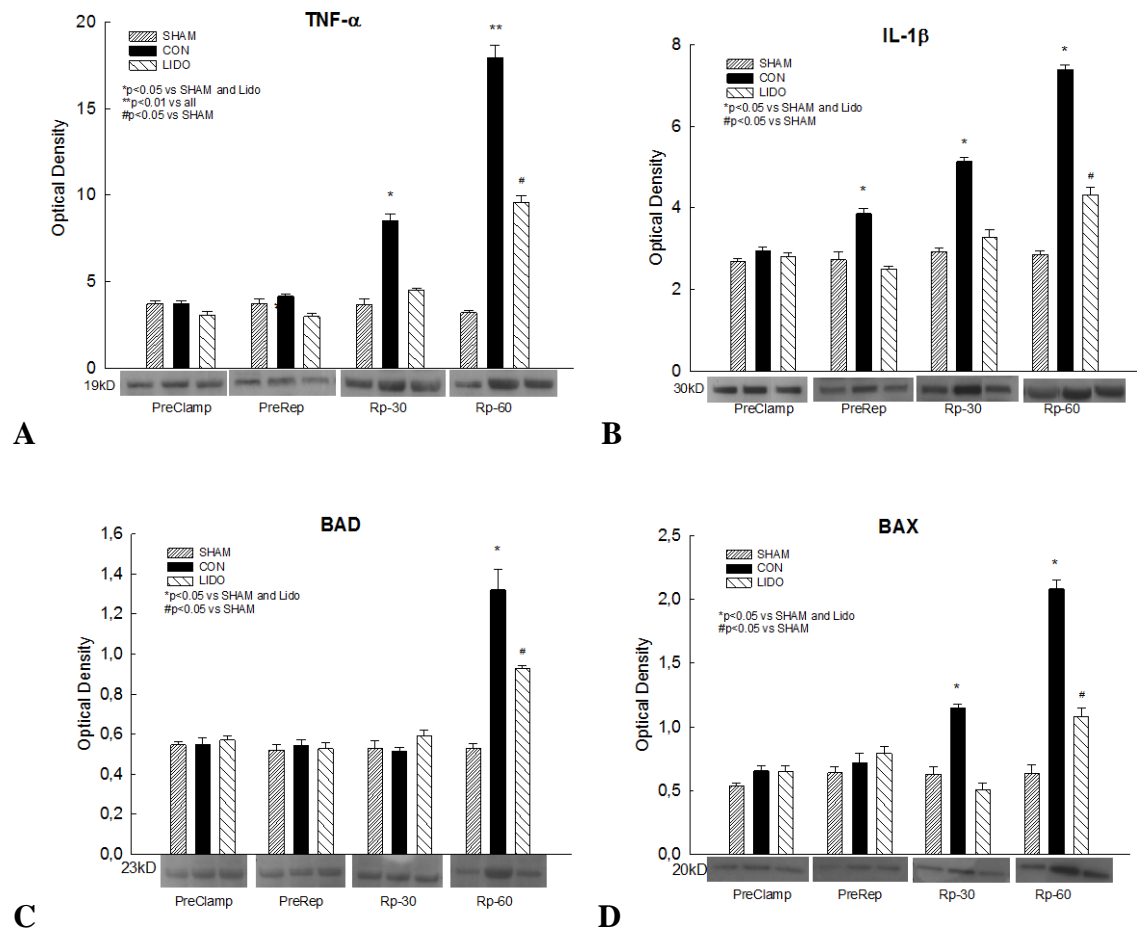 TNF-α
SHAM
CON
LIDO
*p<0.05 vs SHAM and Lido
**p<0.01 vs all
#p<0.05 vs SHAM
Optical Density
20
15
10
5
0
*
*
**
#
19kD
PreClamp PreRep Rp-30 Rp-60
A
IL-1β
SHAM
CON
LIDO
*p<0.05 vs SHAM and Lido
#p<0.05 vs SHAM
Optical Density
8
6
4
2
0
*
*
*
#
30kD
PreClamp PreRep Rp-30 Rp-60
B
BAD
SHAM
CON
LIDO
*p<0.05 vs SHAM and Lido
#p<0.05 vs SHAM
Optical Density
1,6
1,4
1,2
1,0
0,8
0,6
0,4
0,2
0,0
*
#
23kD
PreClamp PreRep Rp-30 Rp-60
C
BAX
SHAM
CON
LIDO
*p<0.05 vs SHAM and Lido
#p<0.05 vs SHAM
Optical Density
2,5
2,0
1,5
1,0
0,5
0,0
*
*
#
20kD
PreClamp PreRep Rp-30 Rp-60
D